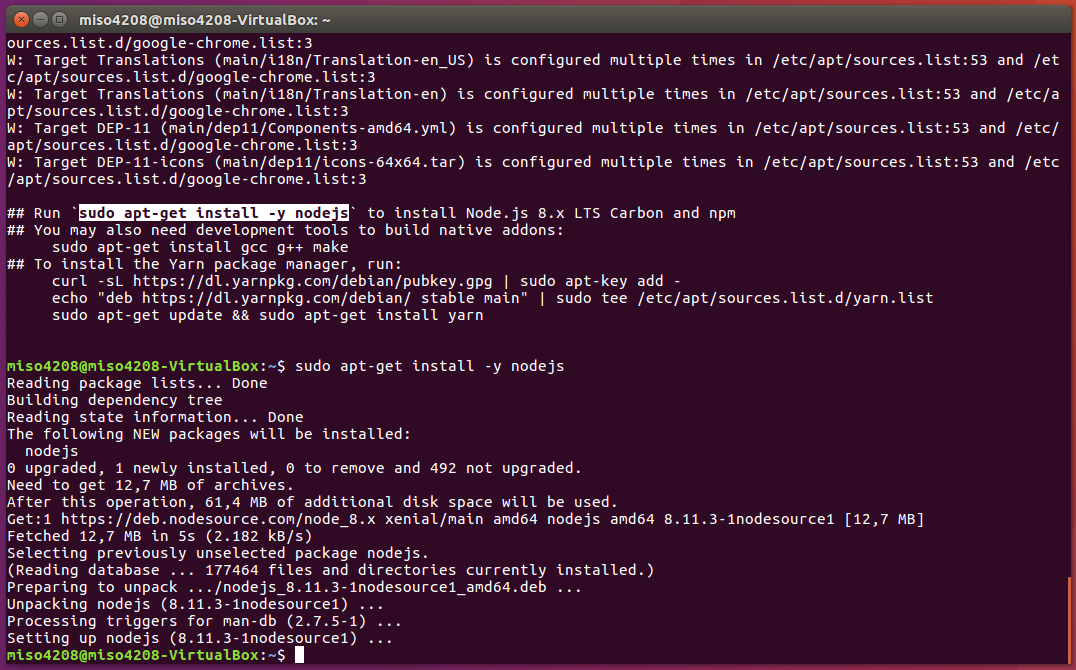 miso4208@miso4208-VirtualBox: ~
ources.list.d/google-chrome.list:3
W: Target Translations (main/i18n/Translation-en_US) is configured multiple times in /etc/apt/sources.list:53 and /et
c/apt/sources.list.d/google-chrome.list:3
W: Target Translations (main/i18n/Translation-en) is configured multiple times in /etc/apt/sources.list:53 and /etc/a
pt/sources.list.d/google-chrome.list:3
W: Target DEP-11 (main/dep11/Components-amd64.yml) is configured multiple times in /etc/apt/sources.list:53 and /etc/
apt/sources.list.d/google-chrome.list:3
W: Target DEP-11-icons (main/dep11/icons-64x64.tar) is configured multiple times in /etc/apt/sources.list:53 and /etc
/apt/sources.list.d/google-chrome.list:3
## Run `sudo apt-get install -y nodejs` to install Node.js 8.x LTS Carbon and npm
## You may also need development tools to build native addons:
     sudo apt-get install gcc g++ make
## To install the Yarn package manager, run:
     curl -sL https://dl.yarnpkg.com/debian/pubkey.gpg | sudo apt-key add -
     echo "deb https://dl.yarnpkg.com/debian/ stable main" | sudo tee /etc/apt/sources.list.d/yarn.list
     sudo apt-get update && sudo apt-get install yarn
miso4208@miso4208-VirtualBox:~$ sudo apt-get install -y nodejs
Reading package lists... Done
Building dependency tree
Reading state information... Done
The following NEW packages will be installed:
  nodejs
0 upgraded, 1 newly installed, 0 to remove and 492 not upgraded.
Need to get 12,7 MB of archives.
After this operation, 61,4 MB of additional disk space will be used.
Get:1 https://deb.nodesource.com/node_8.x xenial/main amd64 nodejs amd64 8.11.3-1nodesource1 [12,7 MB]
Fetched 12,7 MB in 5s (2.182 kB/s)
Selecting previously unselected package nodejs.
(Reading database ... 177464 files and directories currently installed.)
Preparing to unpack .../nodejs_8.11.3-1nodesource1_amd64.deb ...
Unpacking nodejs (8.11.3-1nodesource1) ...
Processing triggers for man-db (2.7.5-1) ...
Setting up nodejs (8.11.3-1nodesource1) ...
miso4208@miso4208-VirtualBox:~$